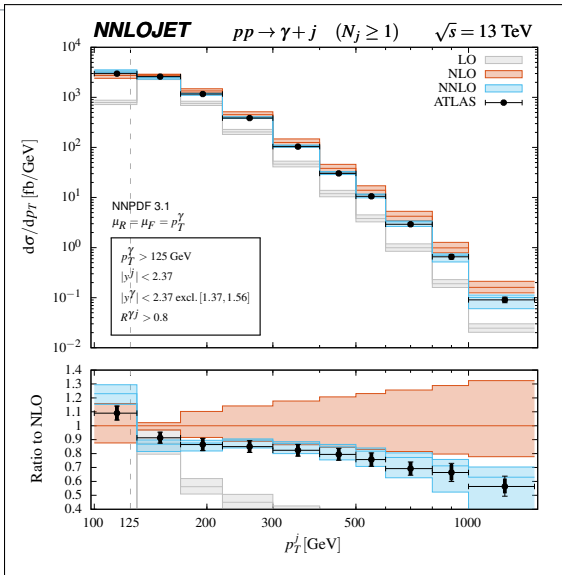 NNLOJET pp → γ + j (N_j ≥ 1) √s = 13 TeV
LO
NLO
NNLO
ATLAS
dσ/dp_T [fb/GeV]
10^4
10^3
10^2
10^1
10^0
10^−1
10^−2
NNPDF 3.1
μ_R = μ_F = p_T^γ
p_T^γ > 125 GeV
|y^j| < 2.37
|y^γ| < 2.37 excl. [1.37, 1.56]
R^{γj} > 0.8
Ratio to NLO
1.4
1.3
1.2
1.1
1
0.9
0.8
0.7
0.6
0.5
0.4
100 125 200 300 500 1000
p_T^j [GeV]